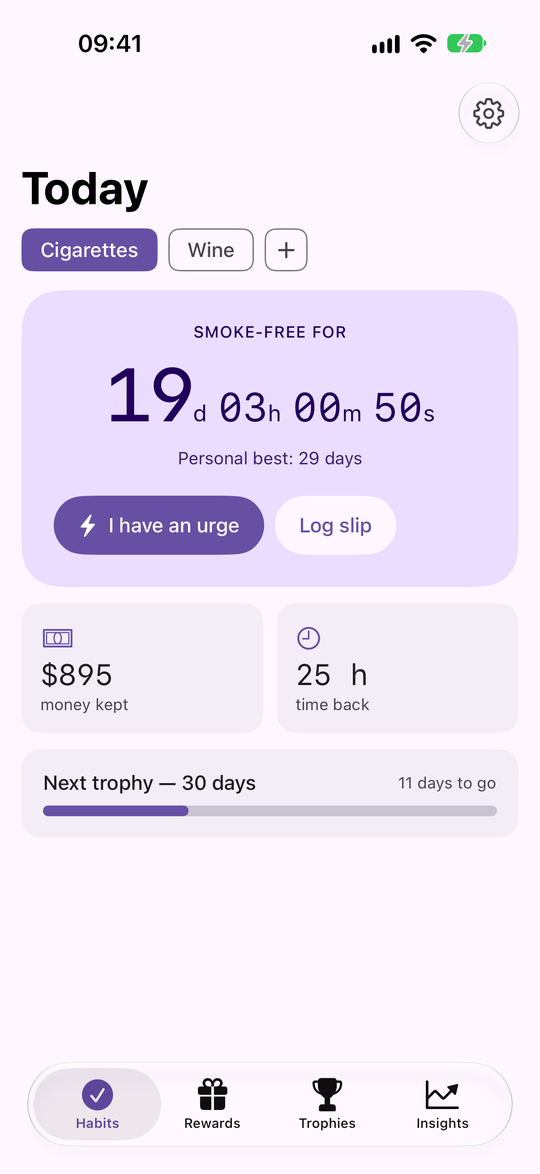 09:41
Today
Cigarettes
Wine
SMOKE-FREE FOR
19d 03h 00m 50s
Personal best: 29 days
I have an urge
Log slip
$895
money kept
25 h
time back
Next trophy — 30 days
11 days to go
Habits
Rewards
Trophies
Insights